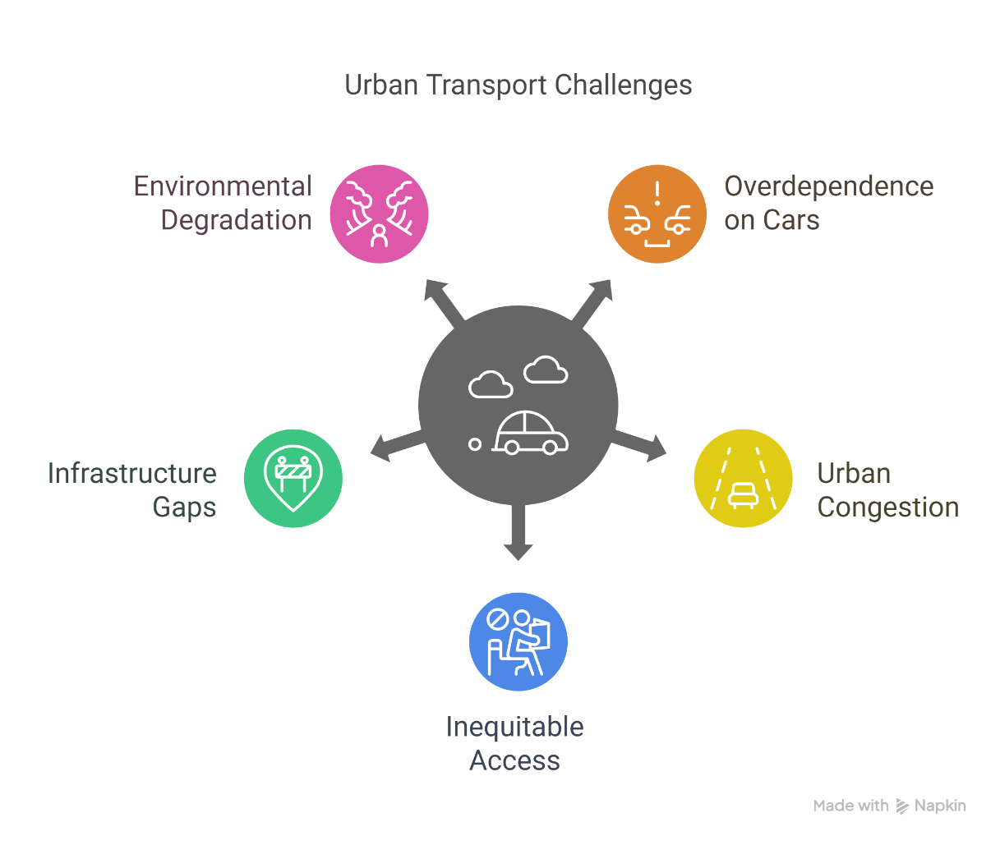 Urban Transport Challenges
Environmental
Degradation
Overdependence
on Cars
Infrastructure
Gaps
Urban
Congestion
Inequitable
Access
Made with Napkin